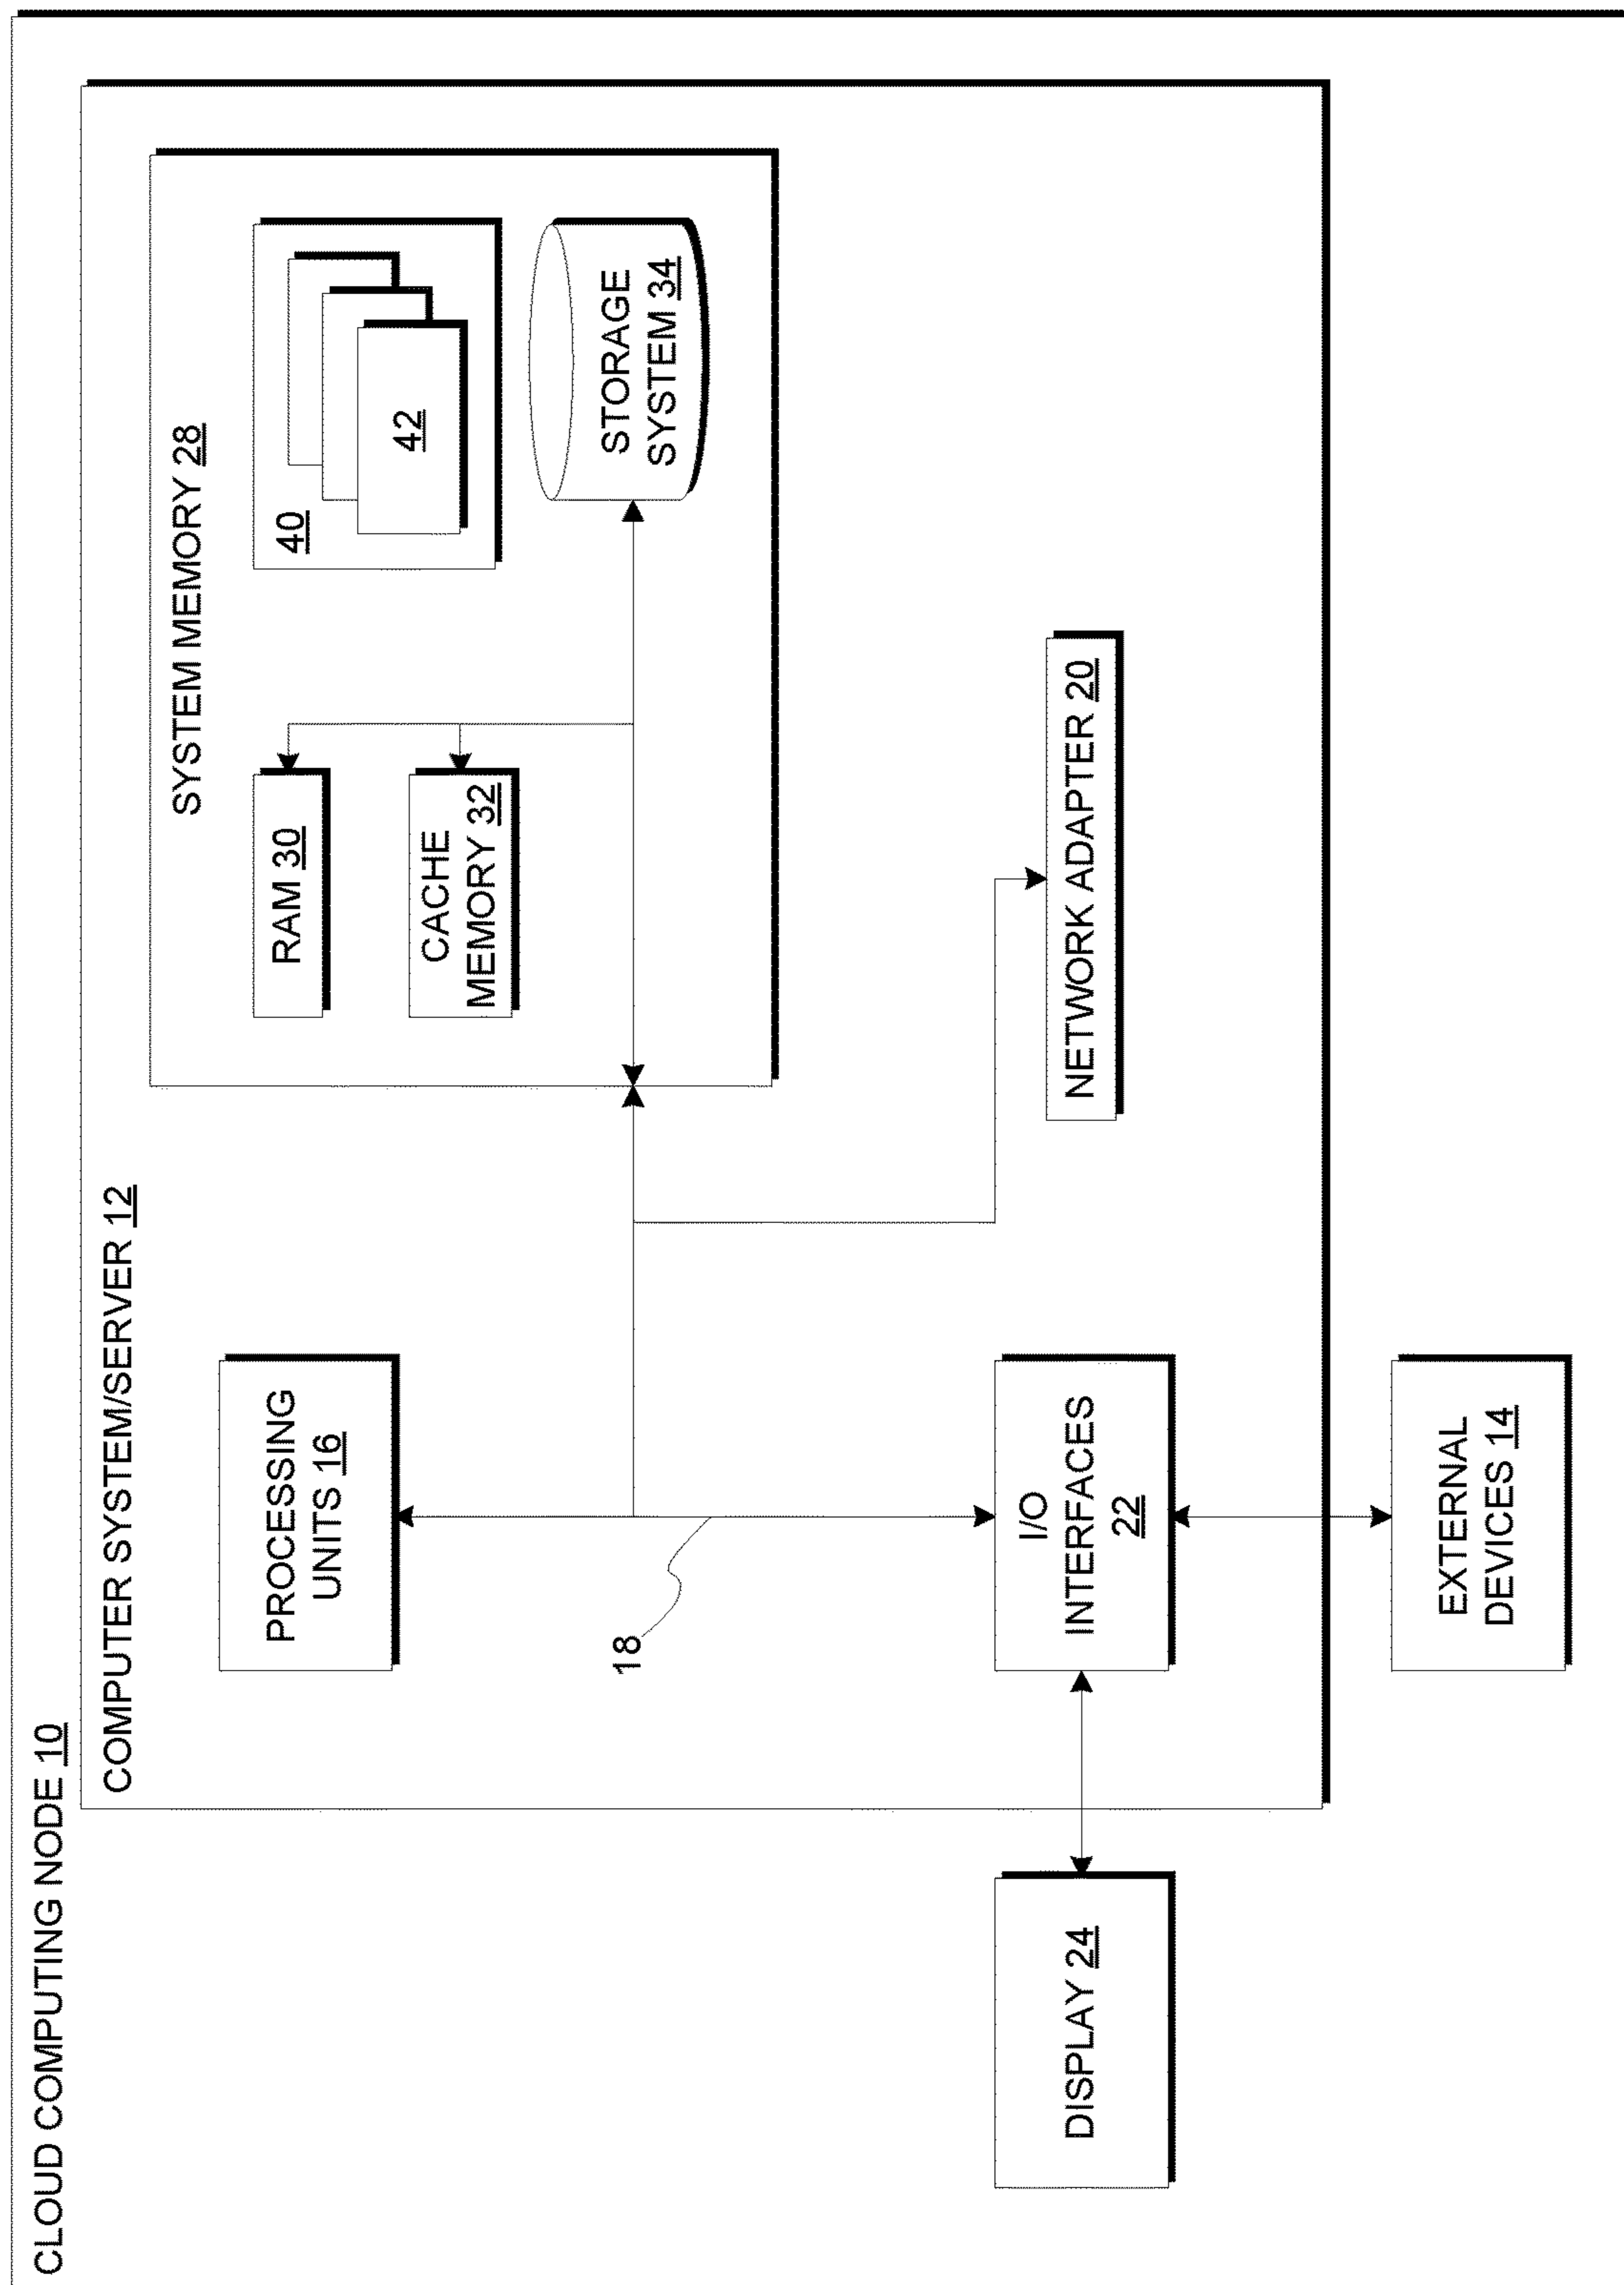 CLOUD COMPUTING NODE 10
COMPUTER SYSTEM/SERVER 12
SYSTEM MEMORY 28
PROCESSING
UNITS 16
RAM 30
CACHE
MEMORY 32
40
42
STORAGE
SYSTEM 34
18
DISPLAY 24
I/O
INTERFACES
22
NETWORK ADAPTER 20
EXTERNAL
DEVICES 14